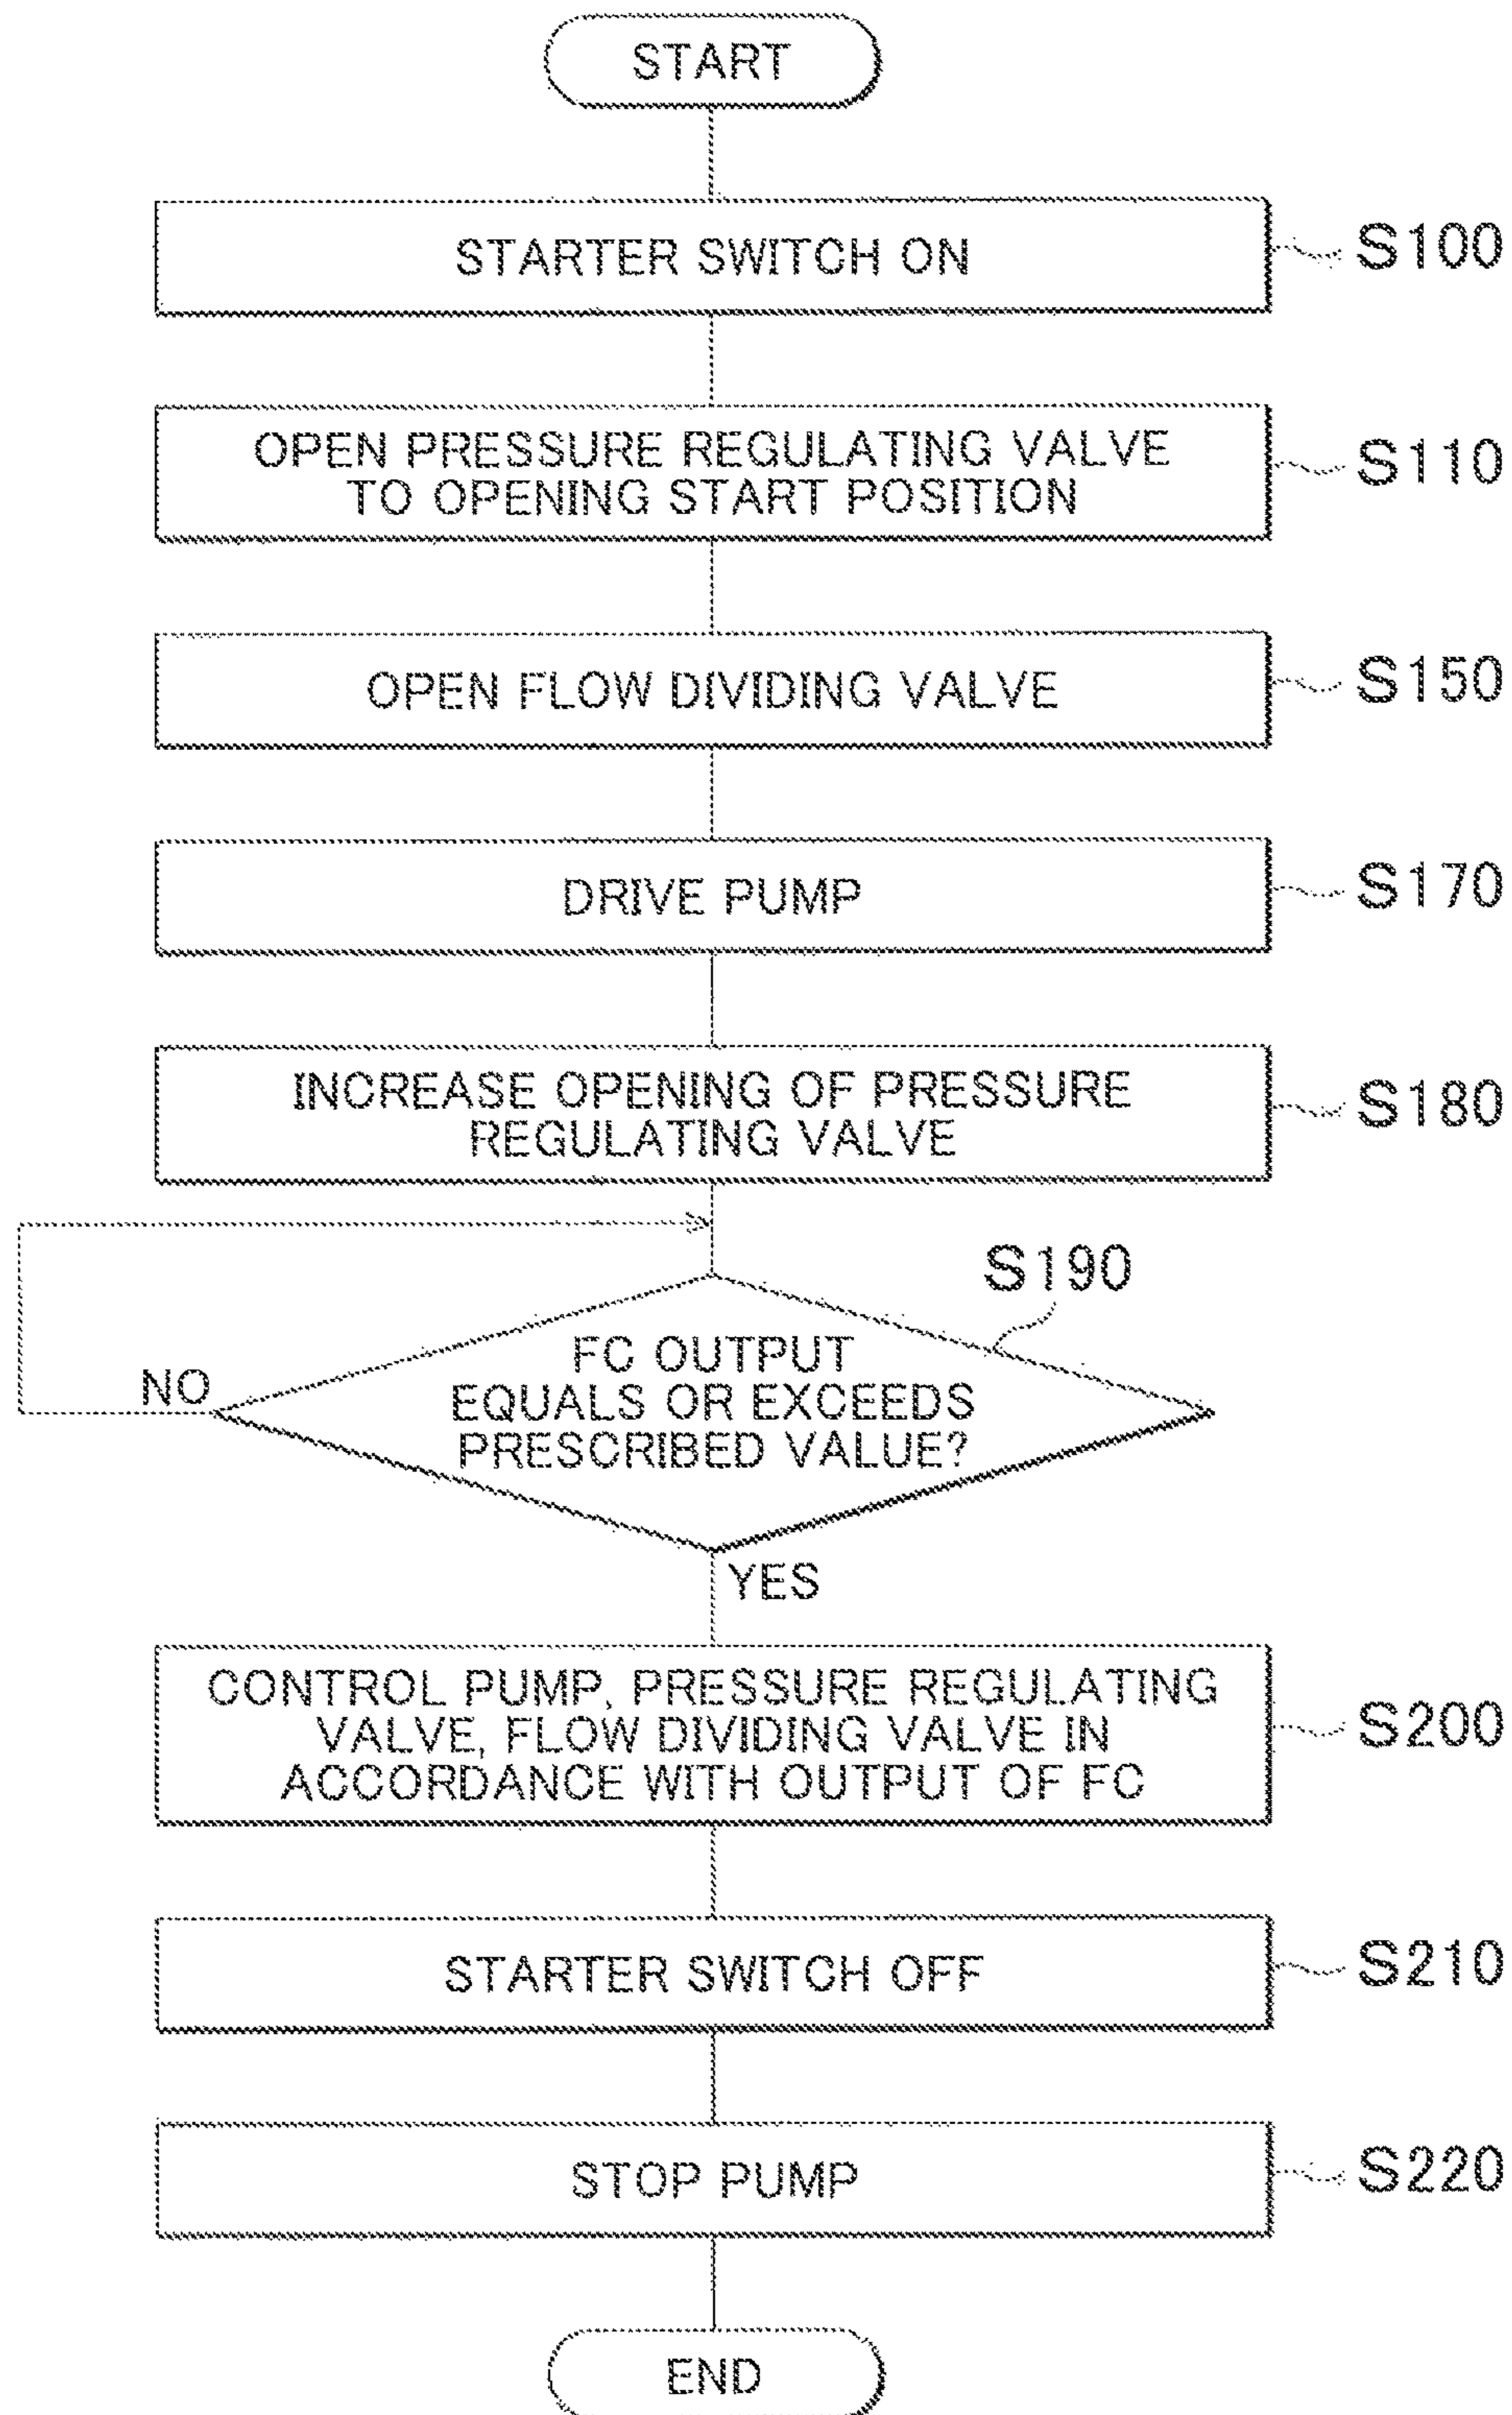 START
STARTER SWITCH ON
S100
OPEN PRESSURE REGULATING VALVE
TO OPENING START POSITION
S110
OPEN FLOW DIVIDING VALVE
S150
DRIVE PUMP
S170
INCREASE OPENING OF PRESSURE
REGULATING VALVE
S180
S190
FC OUTPUT
EQUALS OR EXCEEDS
PRESCRIBED VALUE?
NO
YES
CONTROL PUMP, PRESSURE REGULATING
VALVE, FLOW DIVIDING VALVE IN
ACCORDANCE WITH OUTPUT OF FC
S200
STARTER SWITCH OFF
S210
STOP PUMP
S220
END